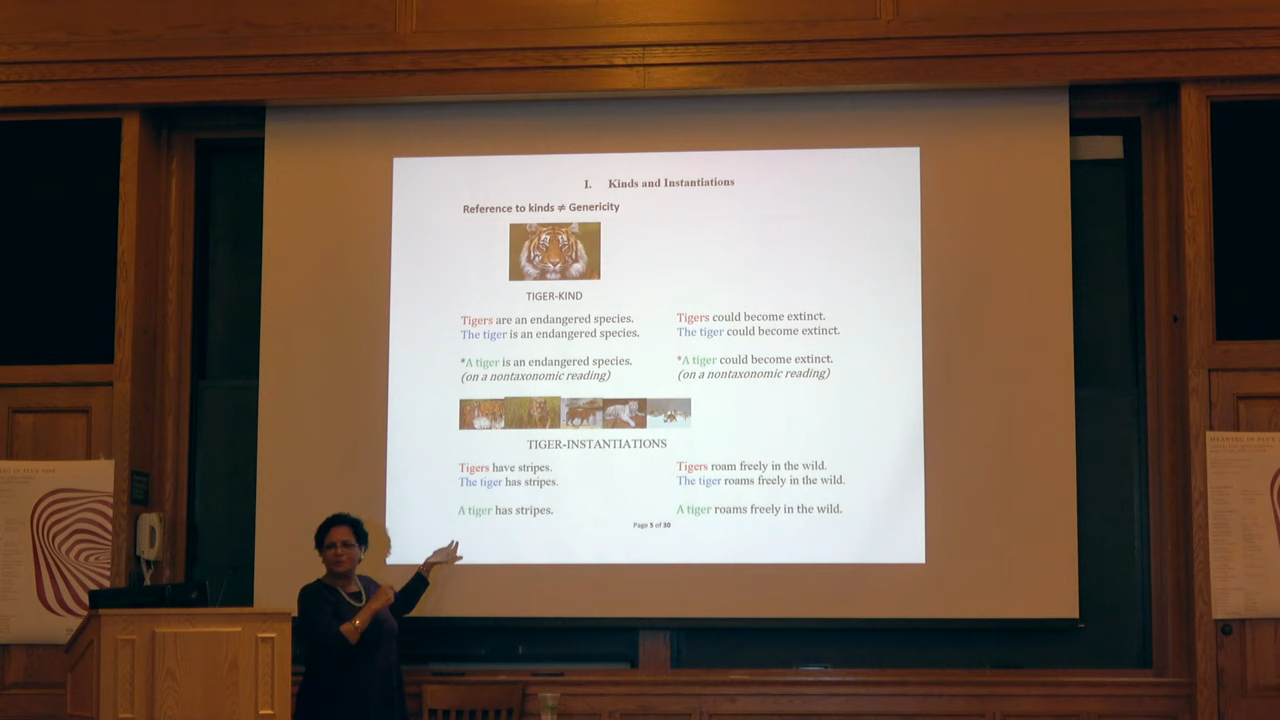 I. Kinds and Instantiations
Reference to kinds ≠ Genericity
TIGER-KIND
Tigers are an endangered species.
The tiger is an endangered species.
*A tiger is an endangered species.
(on a nontaxonomic reading)
Tigers could become extinct.
The tiger could become extinct.
*A tiger could become extinct.
(on a nontaxonomic reading)
TIGER-INSTANTIATIONS
Tigers have stripes.
The tiger has stripes.
A tiger has stripes.
Tigers roam freely in the wild.
The tiger roams freely in the wild.
A tiger roams freely in the wild.
Page 5 of 30
MEANING IN FLUX